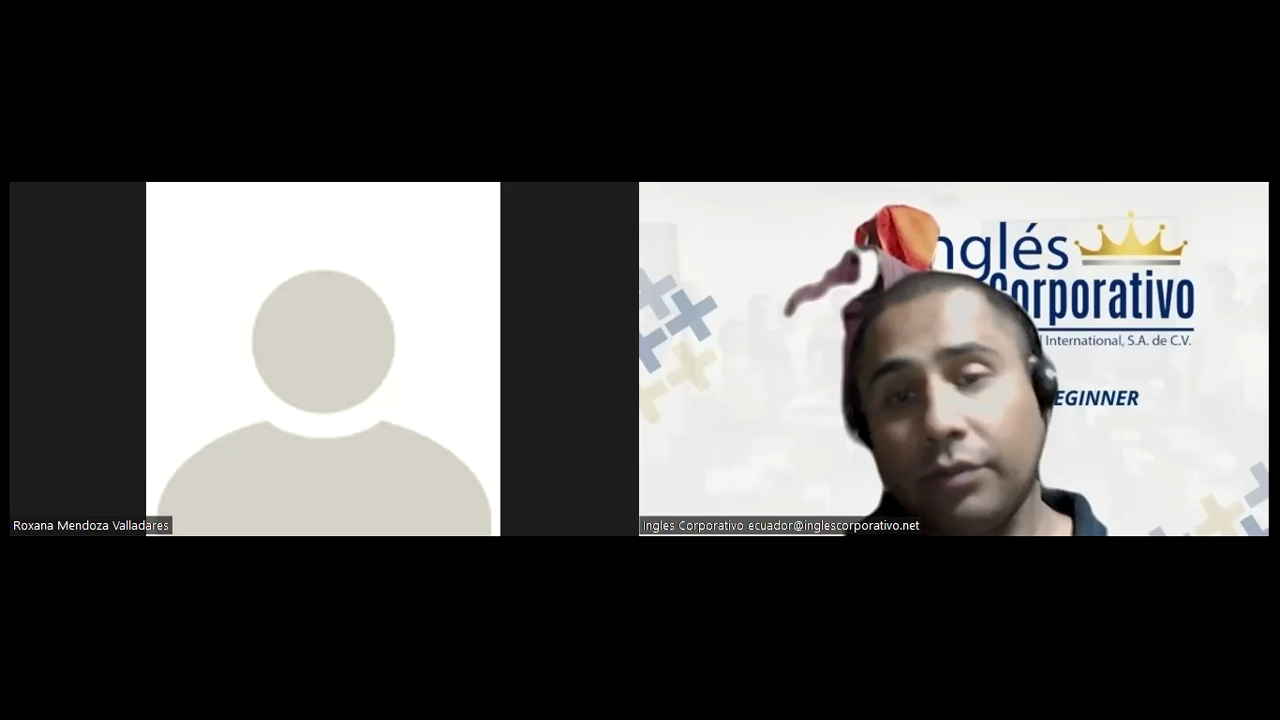 nglés
Corporativo
l International, S.A. de C.V.
EGINNER
Roxana Mendoza Valladares
Ingles Corporativo ecuador@inglescorporativo.net